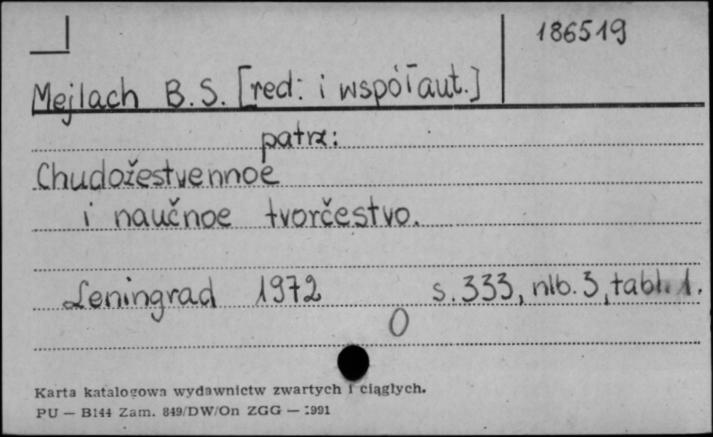 186519
Mejlach B.S. [red. i współaut.]
patrz:
Chudožestvennoe
i naučnoe tvorčestvo.
Leningrad 1972 s. 333, nlb. 3, tabl. 1.
0
Karta katalogowa wydawnictw zwartych i ciągłych.
PU — B144 Zam. 849/DW/On ZGG — 1991